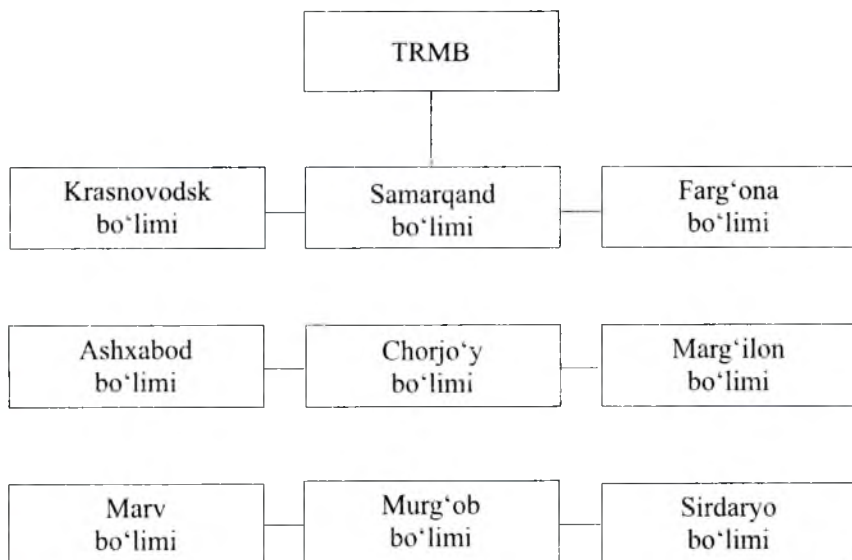 TRMB
Krasnovodsk
bo‘limi
Samarqand
bo‘limi
Farg‘ona
bo‘limi
Ashxabod
bo‘limi
Chorjo‘y
bo‘limi
Marg‘ilon
bo‘limi
Marv
bo‘limi
Murg‘ob
bo‘limi
Sirdaryo
bo‘limi